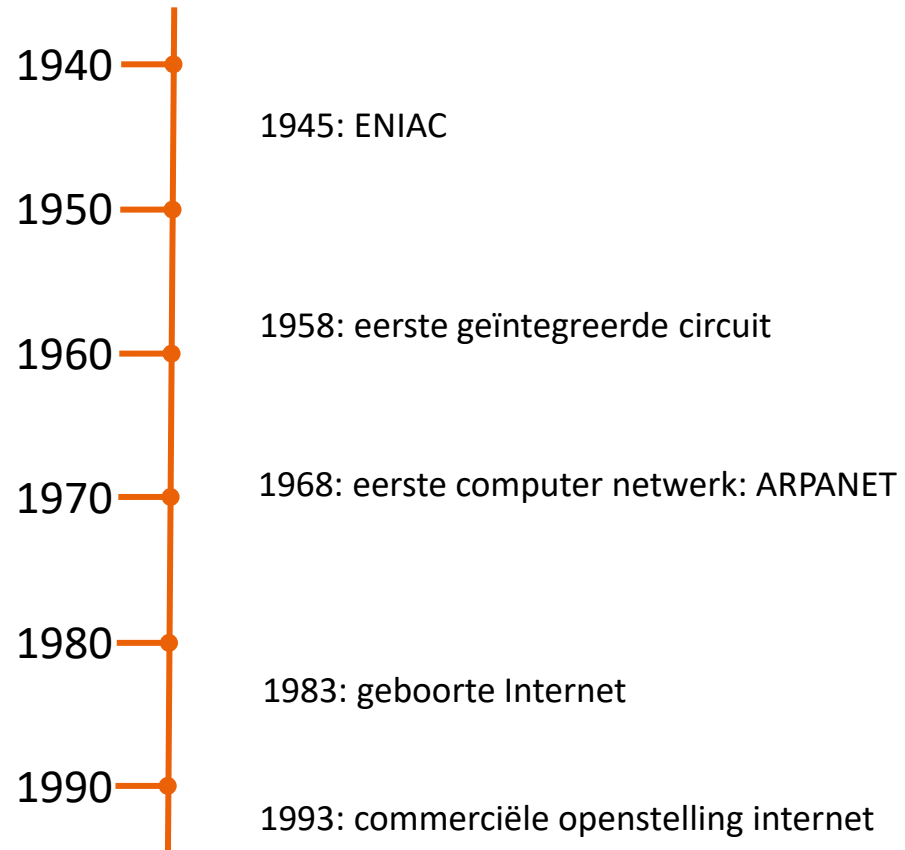 1940
1945: ENIAC
1950
1958: eerste geïntegreerde circuit
1960
1968: eerste computer netwerk: ARPANET
1970
1980
1983: geboorte Internet
1990
1993: commerciële openstelling internet